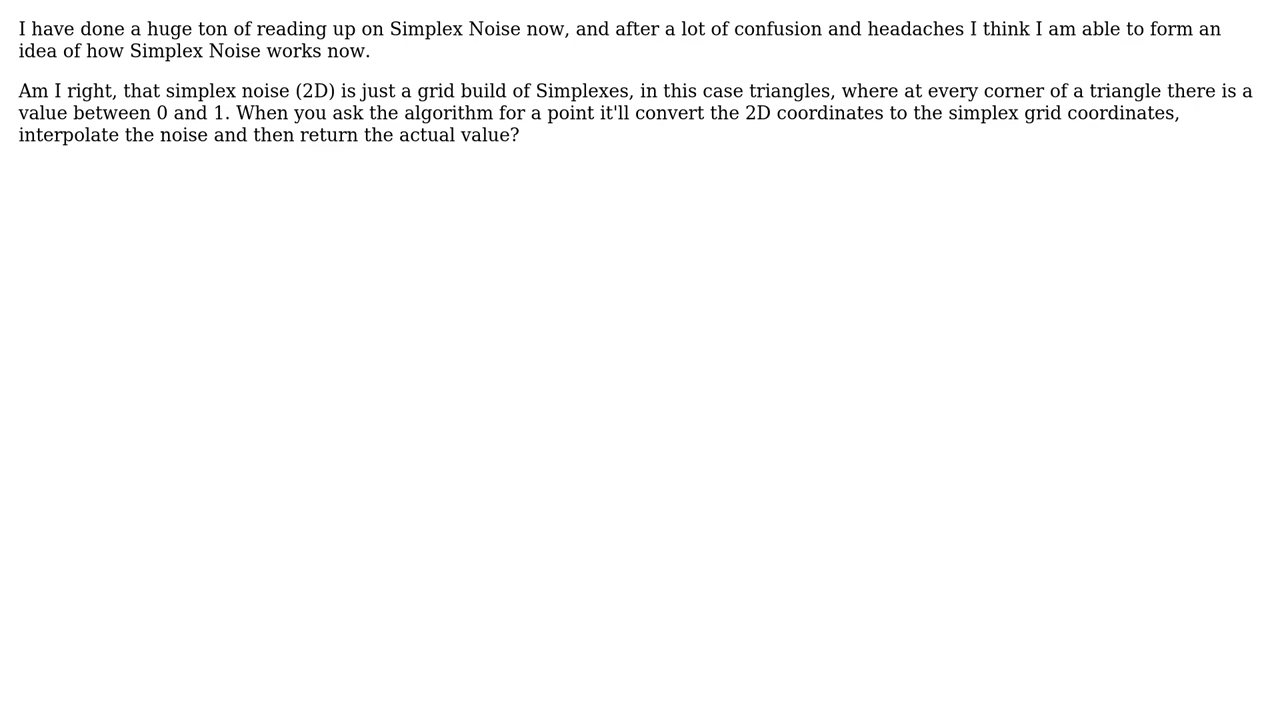 I have done a huge ton of reading up on Simplex Noise now, and after a lot of confusion and headaches I think I am able to form an
idea of how Simplex Noise works now.
Am I right, that simplex noise (2D) is just a grid build of Simplexes, in this case triangles, where at every corner of a triangle there is a
value between 0 and 1. When you ask the algorithm for a point it'll convert the 2D coordinates to the simplex grid coordinates,
interpolate the noise and then return the actual value?